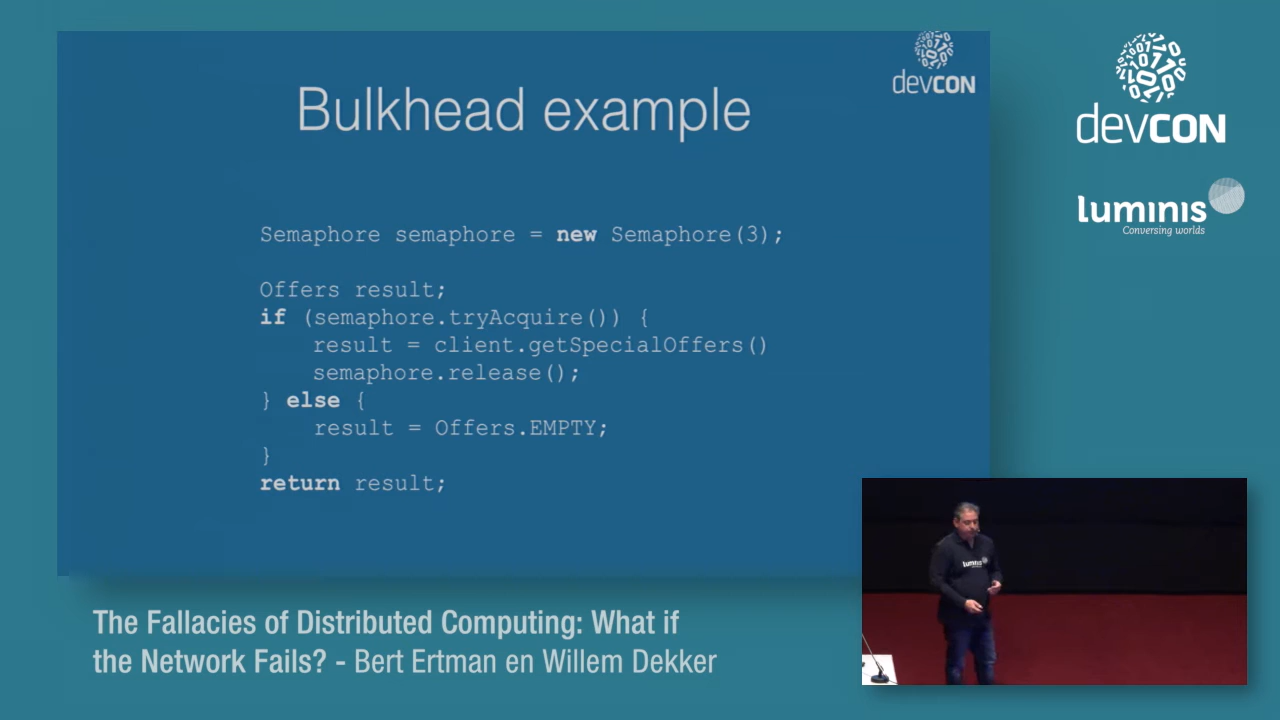 devCON
Bulkhead example
Semaphore semaphore = new Semaphore(3);
Offers result;
if (semaphore.tryAcquire()) {
    result = client.getSpecialOffers()
    semaphore.release();
} else {
    result = Offers.EMPTY;
}
return result;
devCON
luminis
Conversing worlds
luminis
The Fallacies of Distributed Computing: What if
the Network Fails? - Bert Ertman en Willem Dekker